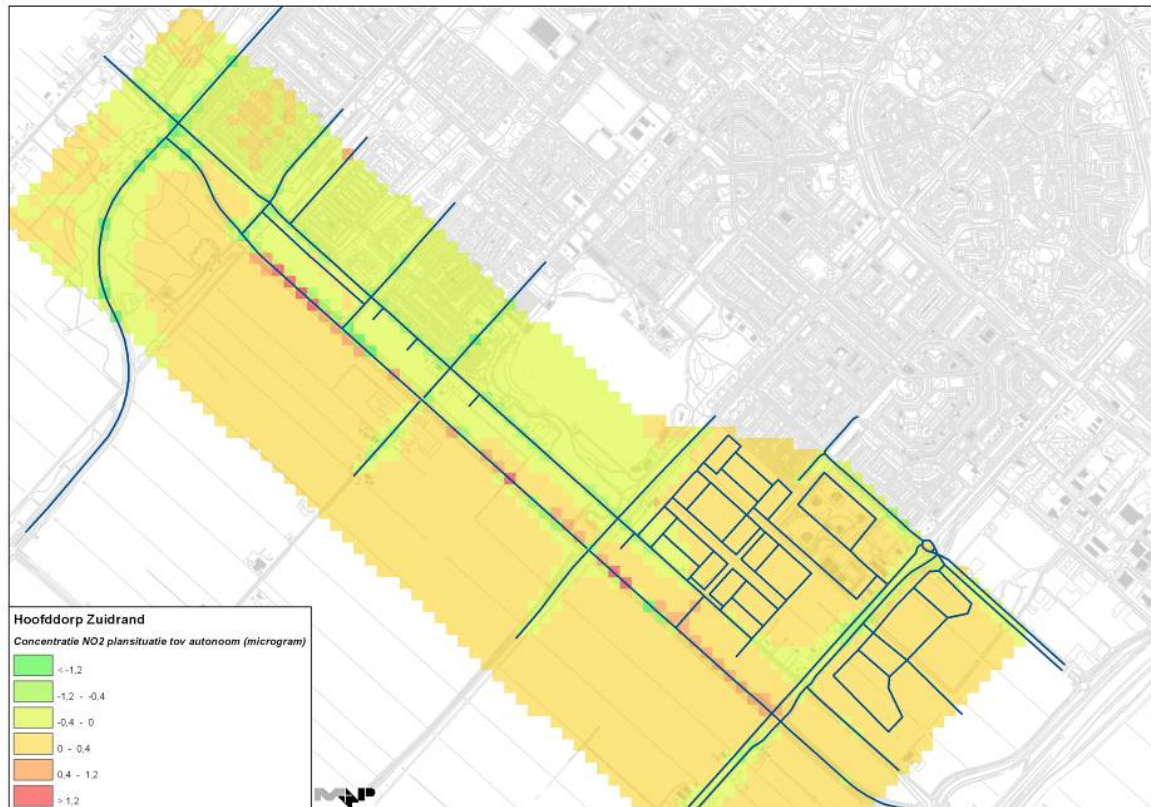 Hoofddorp Zuidrand
Concentratie NO2 plansituatie tov autonoom (microgram)
< -1,2
-1,2 - -0,4
-0,4 - 0
0 - 0,4
0,4 - 1,2
> 1,2
MNP